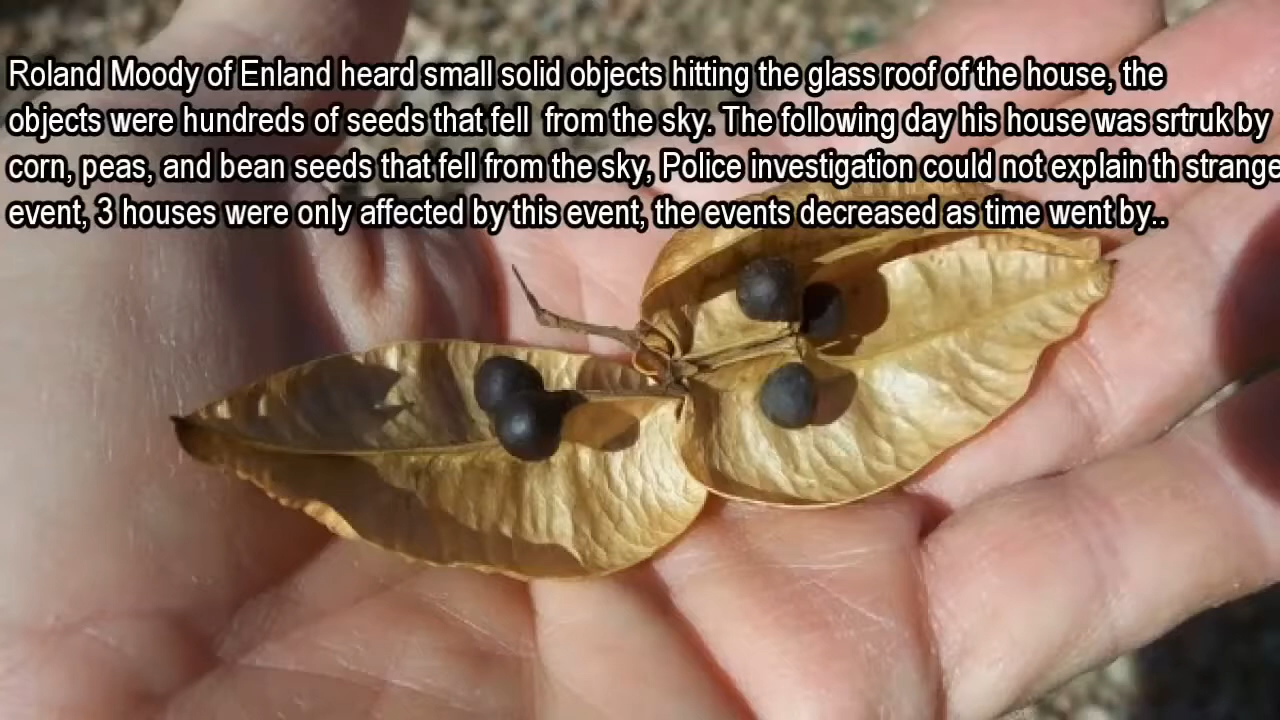 Roland Moody of Enland heard small solid objects hitting the glass roof of the house, the
objects were hundreds of seeds that fell  from the sky. The following day his house was srtruk by
corn, peas, and bean seeds that fell from the sky, Police investigation could not explain th strange
event, 3 houses were only affected by this event, the events decreased as time went by..